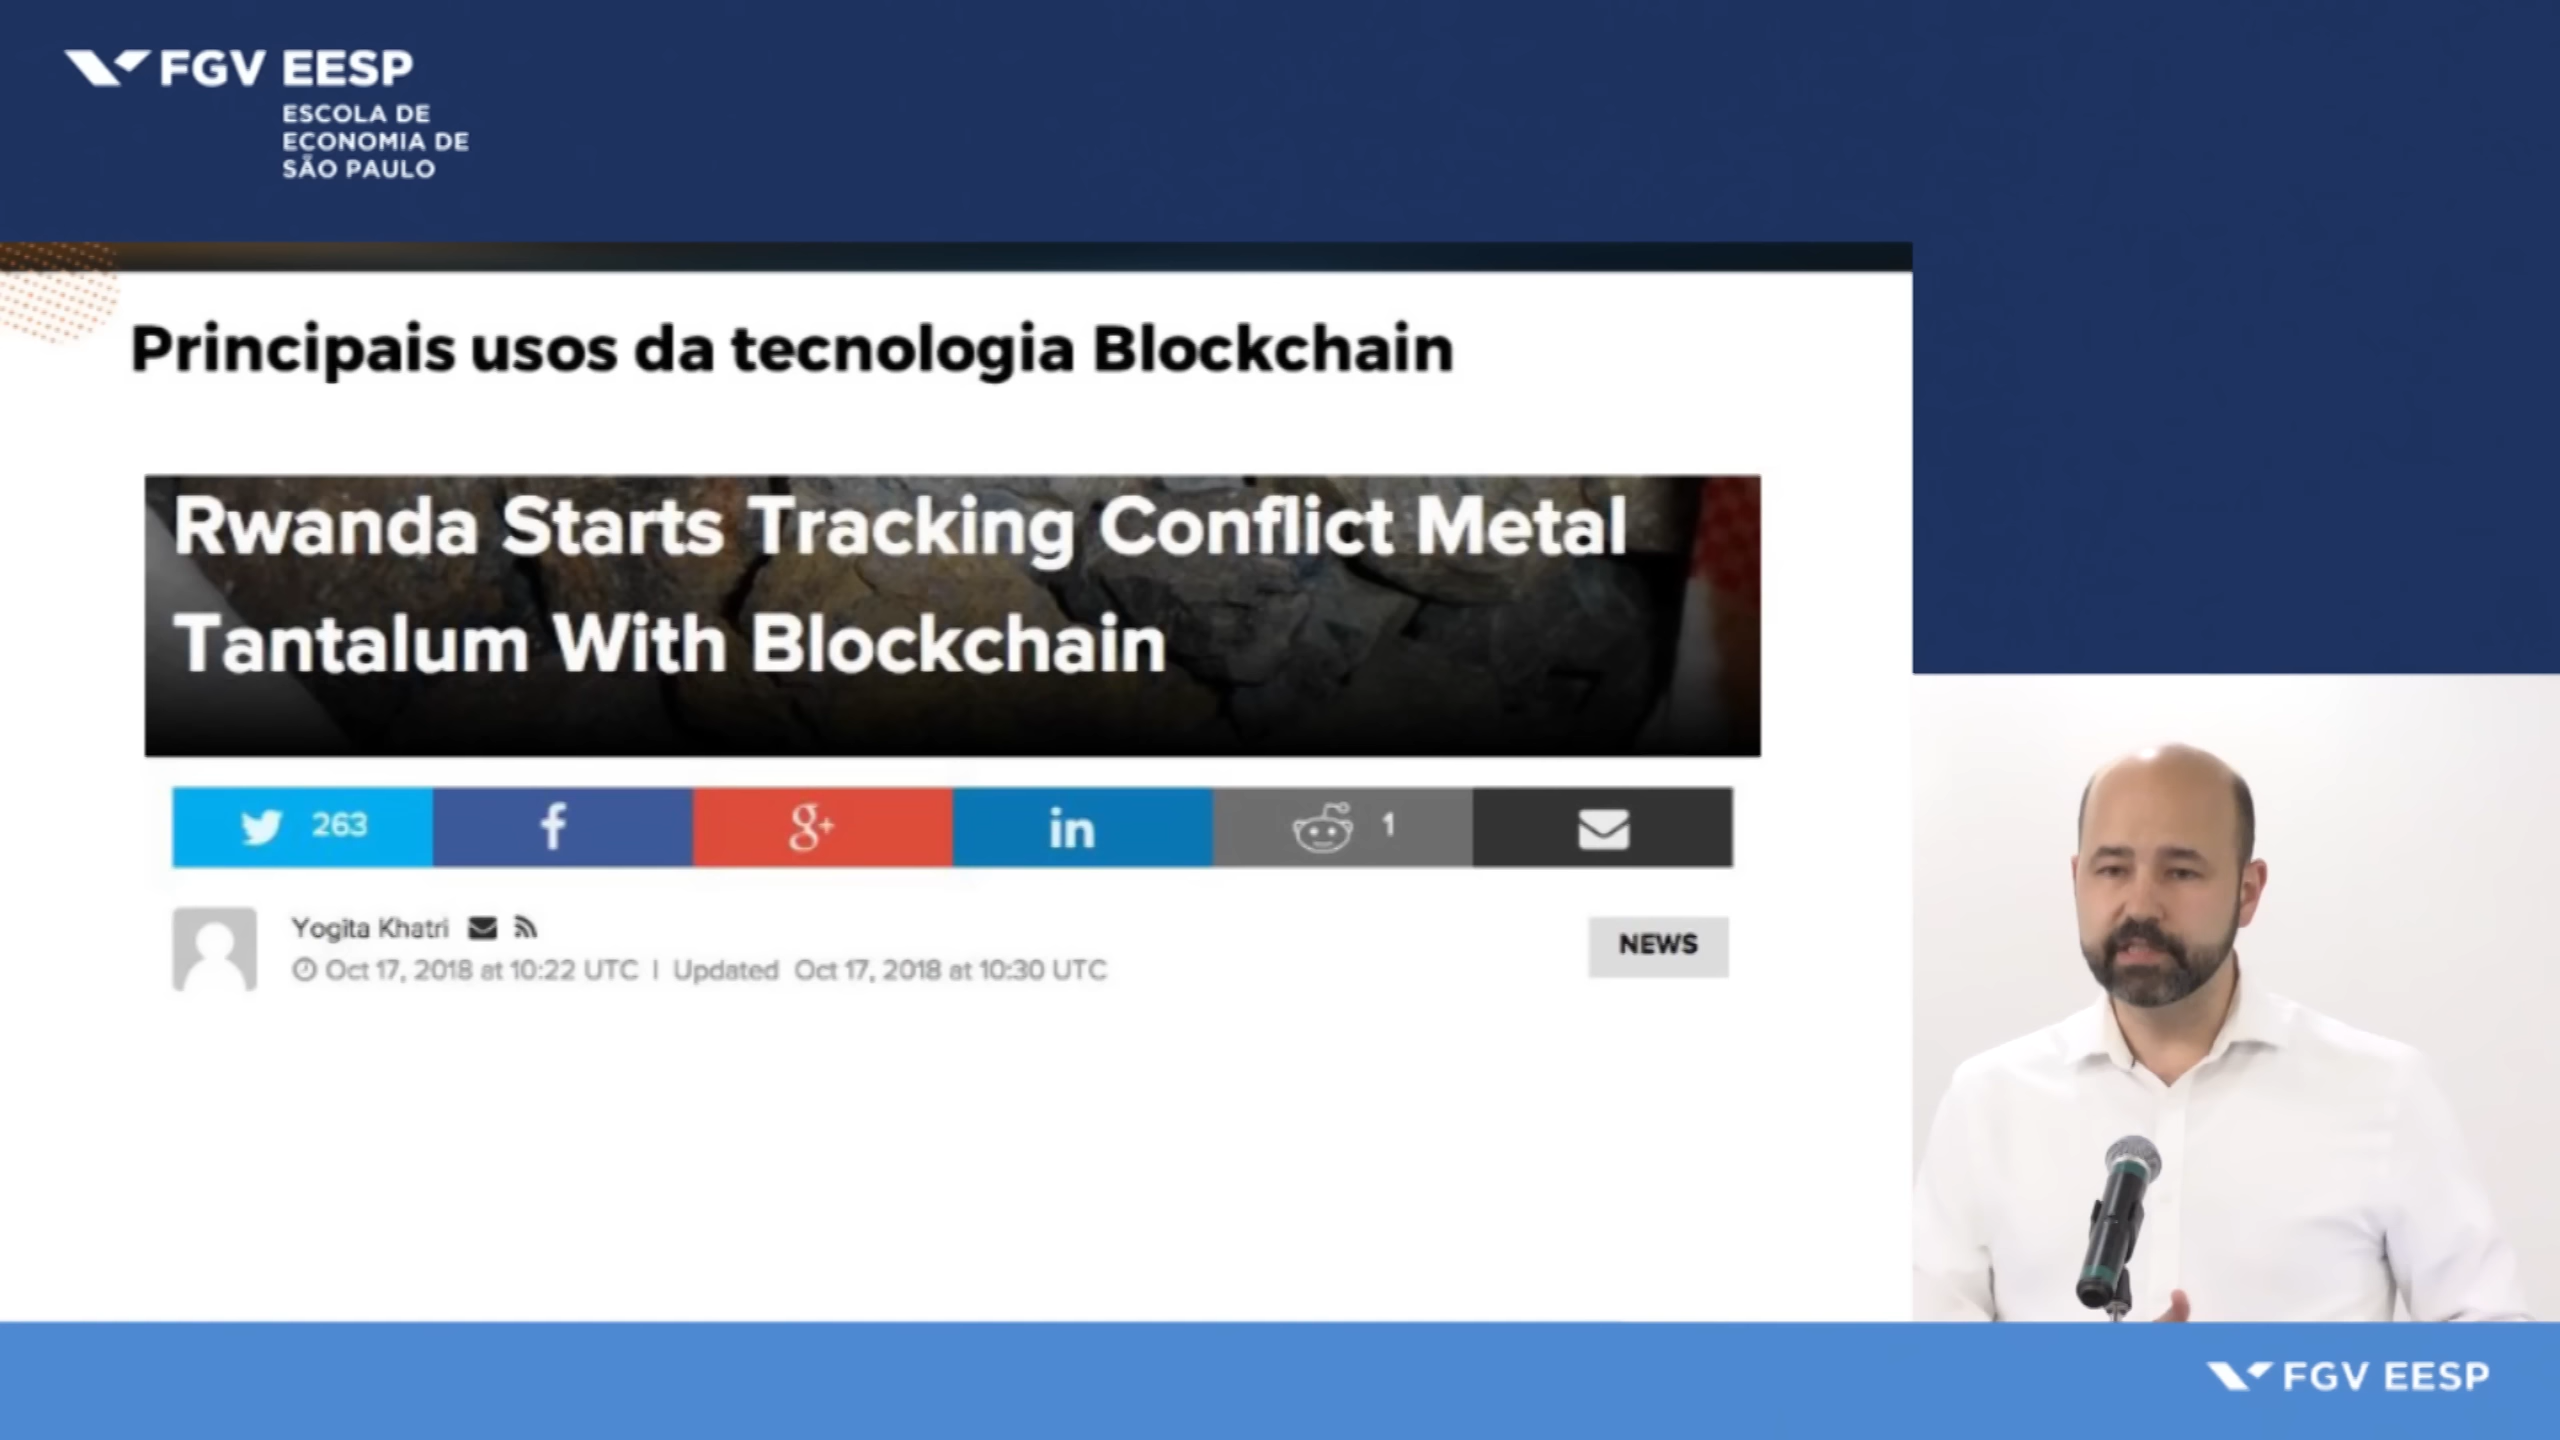 FGV EESP
ESCOLA DE
ECONOMIA DE
SÃO PAULO
Principais usos da tecnologia Blockchain
Rwanda Starts Tracking Conflict Metal
Tantalum With Blockchain
263
f
g+
in
1
Yogita Khatri
Oct 17, 2018 at 10:22 UTC | Updated Oct 17, 2018 at 10:30 UTC
NEWS
FGV EESP